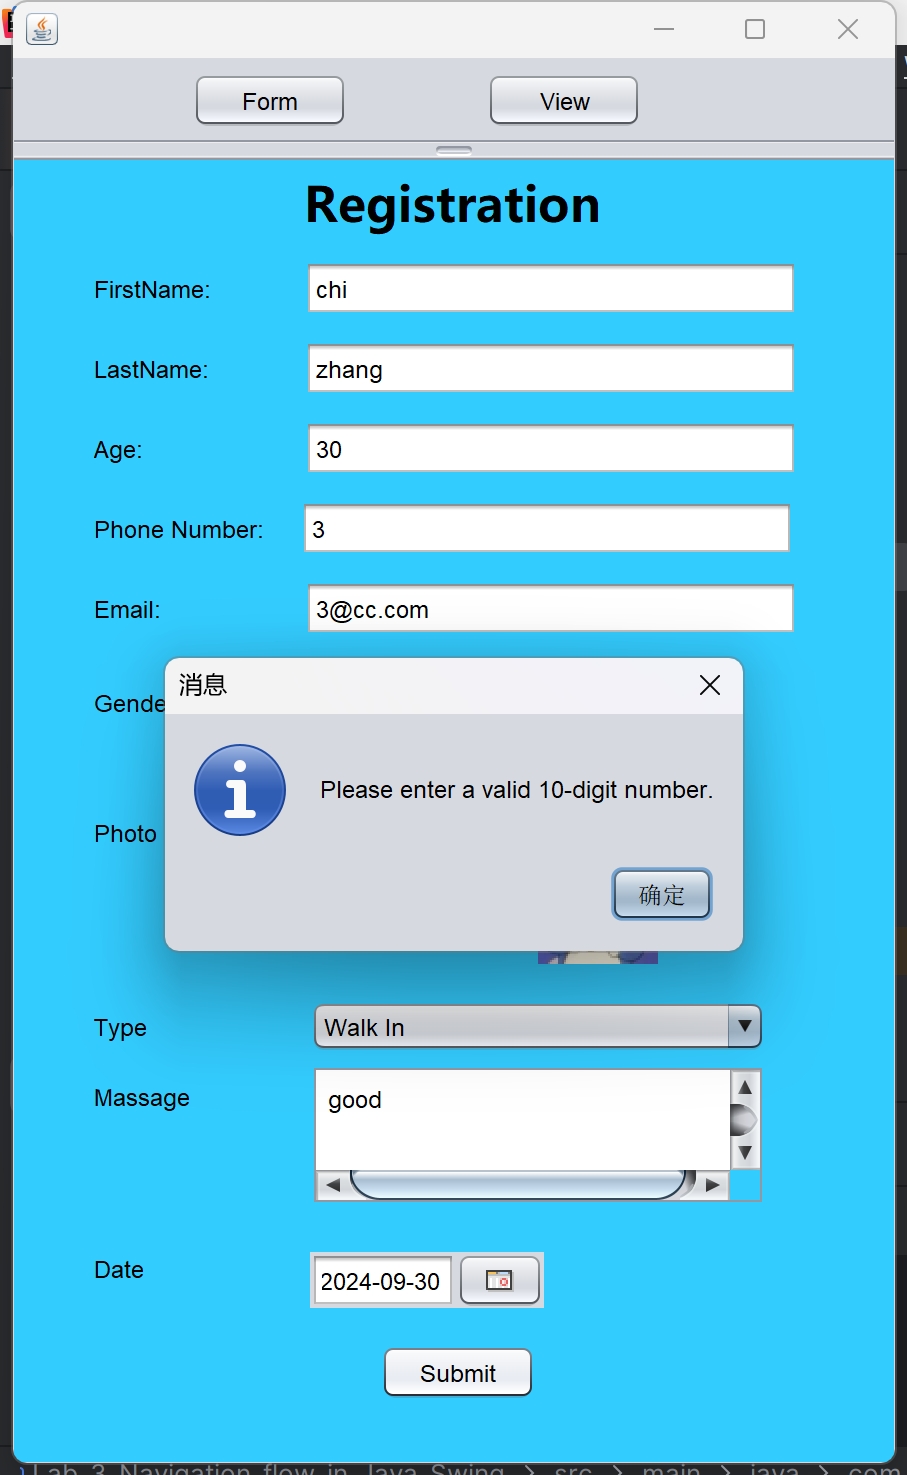 Form
View
Registration
FirstName:
chi
LastName:
zhang
Age:
30
Phone Number:
3
Email:
3@cc.com
消息
Gende
Please enter a valid 10-digit number.
Photo
确定
Type
Walk In
Massage
good
Date
2024-09-30
Submit
Lab 3 Navigation flow in Java Swing > src > main > java > com